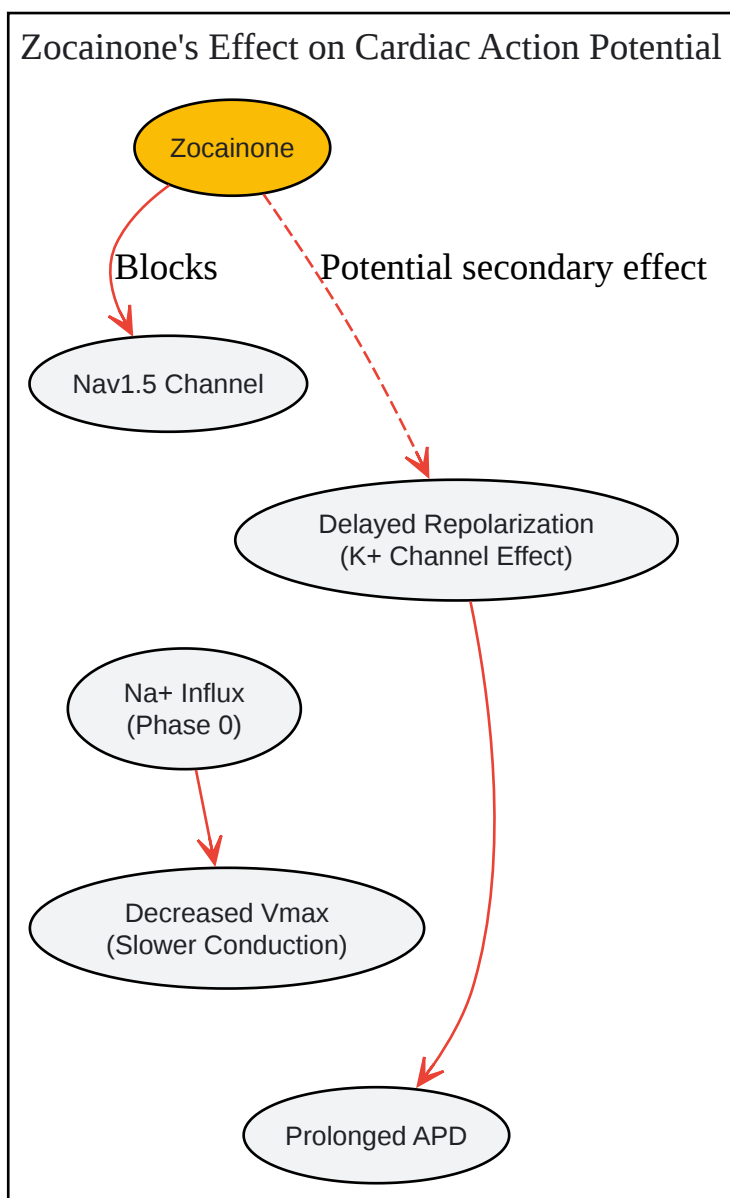 Zocainone's Effect on Cardiac Action Potential
Zocainone
Blocks
Potential secondary effect
Nav1.5 Channel
Delayed Repolarization
(K+ Channel Effect)
Na+ Influx
(Phase 0)
Decreased Vmax
(Slower Conduction)
Prolonged APD